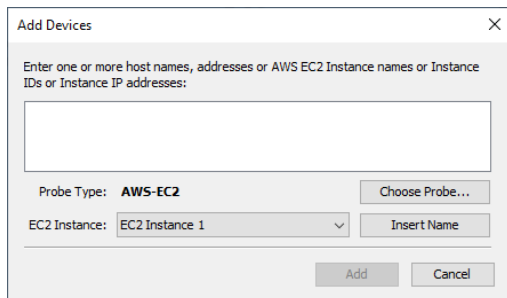 Add Devices
Enter one or more host names, addresses or AWS EC2 Instance names or Instance
IDs or Instance IP addresses:
Probe Type: AWS-EC2 Choose Probe...
EC2 Instance: EC2 Instance 1 Insert Name
Add Cancel